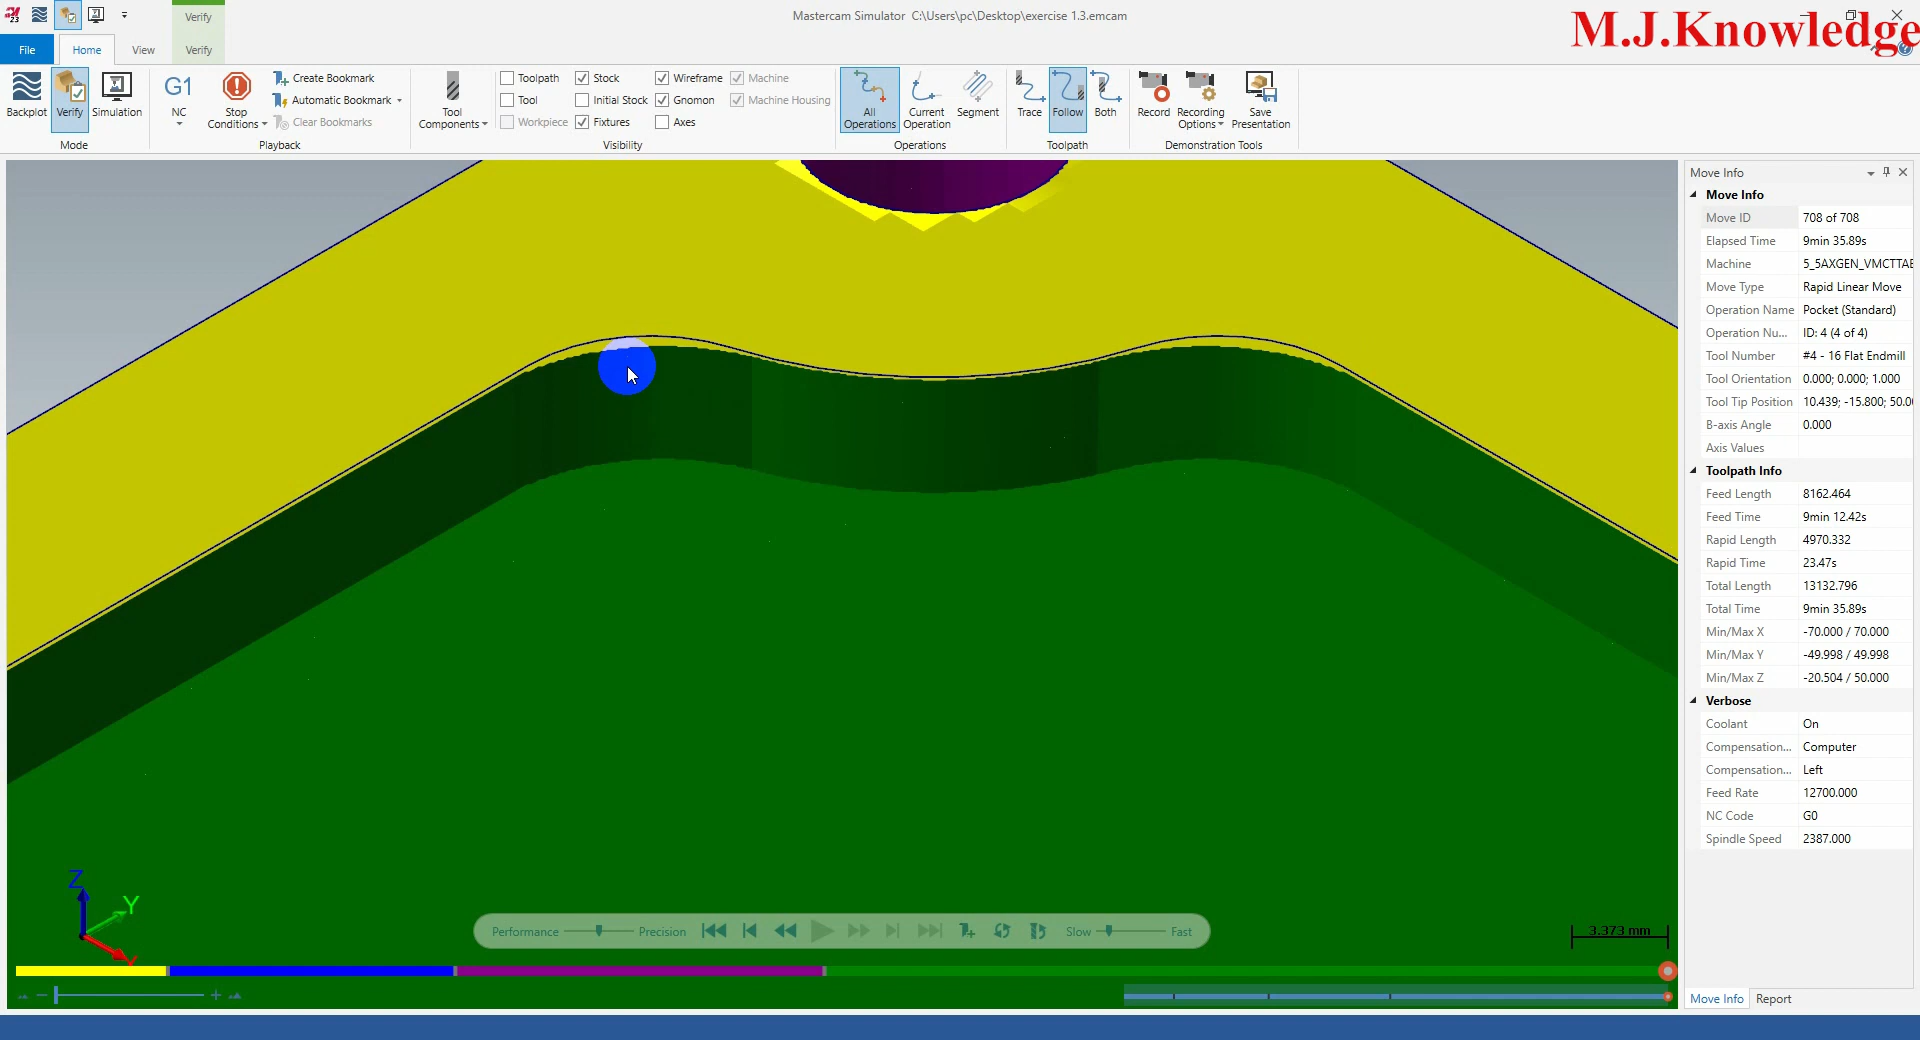 Verify
Mastercam Simulator C:\Users\pc\Desktop\exercise 1.3.emcam
M.J.Knowledge
File Home View Verify
Backplot Verify Simulation
Mode
G1
NC
Stop Conditions
Create Bookmark
Automatic Bookmark
Clear Bookmarks
Playback
Tool Components
Toolpath Stock Wireframe Machine
Tool Initial Stock Gnomon Machine Housing
Workpiece Fixtures Axes
Visibility
All Operations
Current Operation
Segment
Operations
Trace Follow Both
Toolpath
Record
Recording Options
Save Presentation
Demonstration Tools
Move Info
Move Info
Move ID 708 of 708
Elapsed Time 9min 35.89s
Machine 5_5AXGEN_VMCTTAE
Move Type Rapid Linear Move
Operation Name Pocket (Standard)
Operation Nu... ID: 4 (4 of 4)
Tool Number #4 - 16 Flat Endmill
Tool Orientation 0.000; 0.000; 1.000
Tool Tip Position 10.439; -15.800; 50.0
B-axis Angle 0.000
Axis Values
Toolpath Info
Feed Length 8162.464
Feed Time 9min 12.42s
Rapid Length 4970.332
Rapid Time 23.47s
Total Length 13132.796
Total Time 9min 35.89s
Min/Max X -70.000 / 70.000
Min/Max Y -49.998 / 49.998
Min/Max Z -20.504 / 50.000
Verbose
Coolant On
Compensation... Computer
Compensation... Left
Feed Rate 12700.000
NC Code G0
Spindle Speed 2387.000
Z
Y
Performance Precision Slow Fast
3.373 mm
Move Info Report